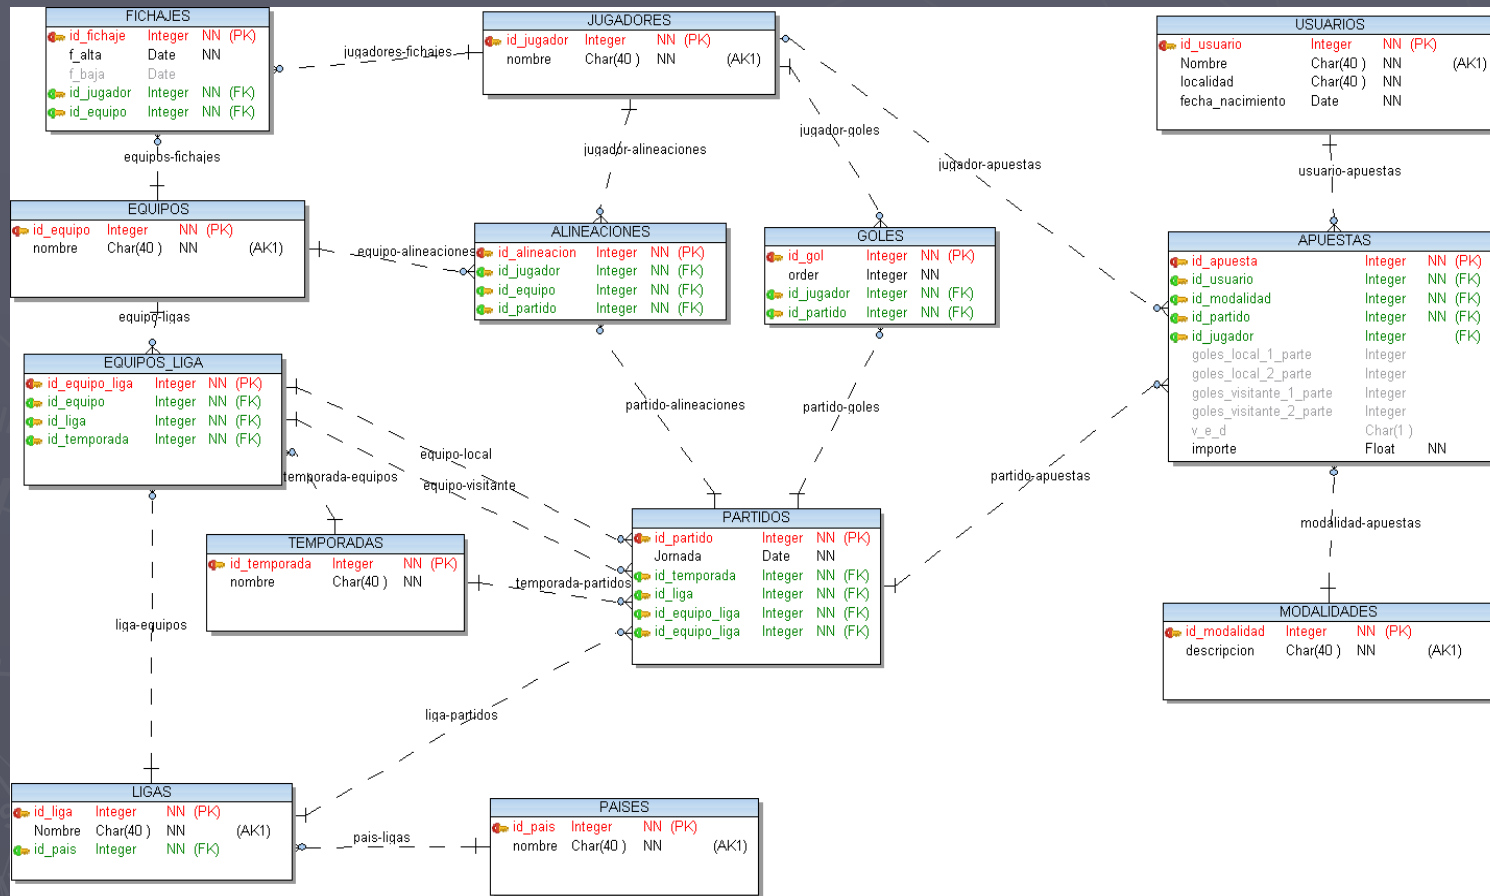 FICHAJES
id_fichaje Integer NN (PK)
f_alta Date NN
f_baja Date
id_jugador Integer NN (FK)
id_equipo Integer NN (FK)
jugadores-fichajes
JUGADORES
id_jugador Integer NN (PK)
nombre Char(40 ) NN (AK1)
USUARIOS
id_usuario Integer NN (PK)
Nombre Char(40 ) NN (AK1)
localidad Char(40 ) NN
fecha_nacimiento Date NN
equipos-fichajes
jugador-alineaciones
jugador-goles
jugador-apuestas
usuario-apuestas
EQUIPOS
id_equipo Integer NN (PK)
nombre Char(40 ) NN (AK1)
equipo-alineaciones
ALINEACIONES
id_alineacion Integer NN (PK)
id_jugador Integer NN (FK)
id_equipo Integer NN (FK)
id_partido Integer NN (FK)
GOLES
id_gol Integer NN (PK)
order Integer NN
id_jugador Integer NN (FK)
id_partido Integer NN (FK)
APUESTAS
id_apuesta Integer NN (PK)
id_usuario Integer NN (FK)
id_modalidad Integer NN (FK)
id_partido Integer NN (FK)
id_jugador Integer (FK)
goles_local_1_parte Integer
goles_local_2_parte Integer
goles_visitante_1_parte Integer
goles_visitante_2_parte Integer
v_e_d Char(1 )
importe Float NN
equipo-ligas
EQUIPOS_LIGA
id_equipo_liga Integer NN (PK)
id_equipo Integer NN (FK)
id_liga Integer NN (FK)
id_temporada Integer NN (FK)
partido-alineaciones
partido-goles
equipo-local
temporada-equipos
equipo-visitante
partido-apuestas
modalidad-apuestas
TEMPORADAS
id_temporada Integer NN (PK)
nombre Char(40 ) NN
temporada-partidos
PARTIDOS
id_partido Integer NN (PK)
Jornada Date NN
id_temporada Integer NN (FK)
id_liga Integer NN (FK)
id_equipo_liga Integer NN (FK)
id_equipo_liga Integer NN (FK)
MODALIDADES
id_modalidad Integer NN (PK)
descripcion Char(40 ) NN (AK1)
liga-equipos
liga-partidos
LIGAS
id_liga Integer NN (PK)
Nombre Char(40 ) NN (AK1)
id_pais Integer NN (FK)
pais-ligas
PAISES
id_pais Integer NN (PK)
nombre Char(40 ) NN (AK1)